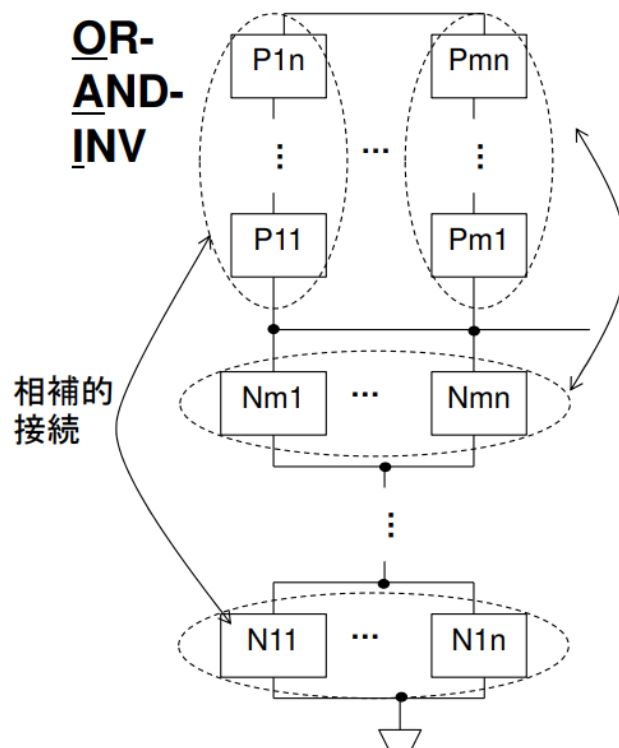 OR-
AND-
INV
P1n
Pmn
⋮
...
⋮
P11
Pm1
相補的
接続
Nm1
...
Nmn
⋮
N11
...
N1n